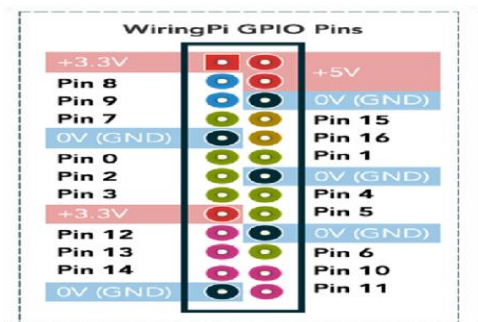 WiringPi GPIO Pins
+3.3V
+5V
Pin 8
Pin 9
0V (GND)
Pin 7
Pin 15
0V (GND)
Pin 16
Pin 0
Pin 1
Pin 2
0V (GND)
Pin 3
Pin 4
+3.3V
Pin 5
Pin 12
0V (GND)
Pin 13
Pin 6
Pin 14
Pin 10
0V (GND)
Pin 11